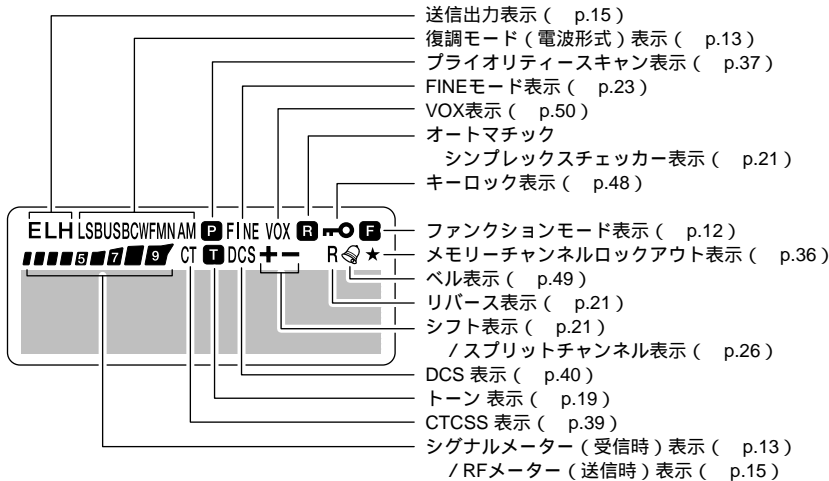 送信出力表示 ( p.15 )
復調モード ( 電波形式 ) 表示 ( p.13 )
プライオリティースキャン表示 ( p.37 )
FINEモード表示 ( p.23 )
VOX表示 ( p.50 )
オートマチック
シンプレックスチェッカー表示 ( p.21 )
キーロック表示 ( p.48 )
ELH LSBUSBCWFMN AM P FINE VOX R F
5 7 9 CT T DCS + − R ★
ファンクションモード表示 ( p.12 )
メモリーチャンネルロックアウト表示 ( p.36 )
ベル表示 ( p.49 )
リバース表示 ( p.21 )
シフト表示 ( p.21 )
/ スプリットチャンネル表示 ( p.26 )
DCS 表示 ( p.40 )
トーン 表示 ( p.19 )
CTCSS 表示 ( p.39 )
シグナルメーター ( 受信時 ) 表示 ( p.13 )
/ RFメーター ( 送信時 ) 表示 ( p.15 )